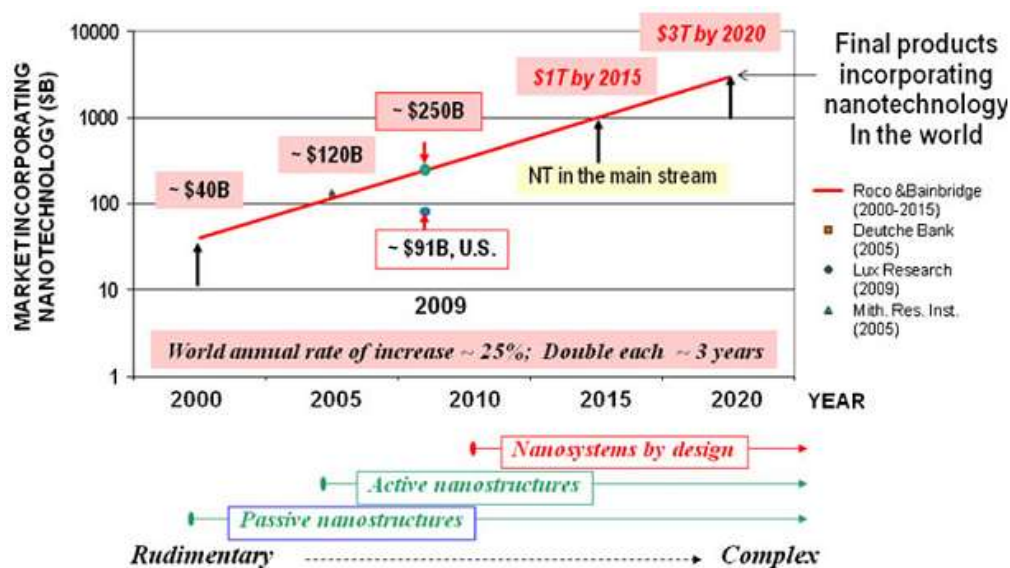 MARKETINCORPORATING
NANOTECHNOLOGY ($B)
10000
1000
100
10
1
~ $40B
~ $120B
~ $250B
~ $91B, U.S.
2009
$1T by 2015
$3T by 2020
NT in the main stream
World annual rate of increase ~ 25%; Double each ~ 3 years
2000
2005
2010
2015
2020
YEAR
Final products
incorporating
nanotechnology
In the world
Roco &Bainbridge
(2000-2015)
Deutche Bank
(2005)
Lux Research
(2009)
Mith. Res. Inst.
(2005)
Nanosystems by design
Active nanostructures
Passive nanostructures
Rudimentary
Complex